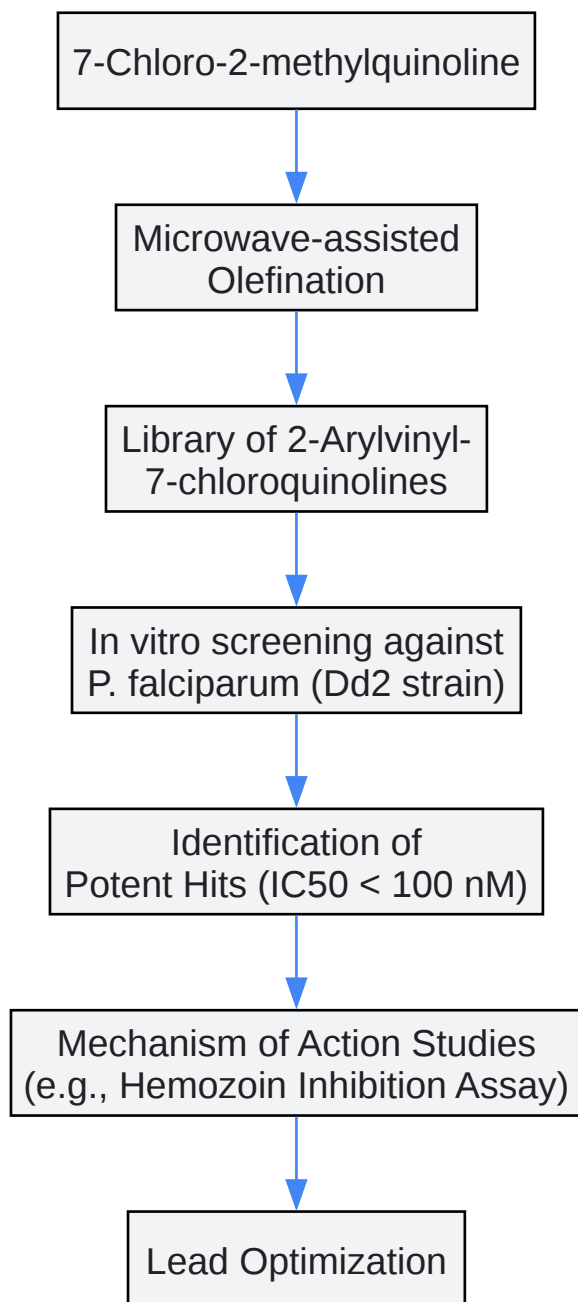 7-Chloro-2-methylquinoline
Microwave-assisted
Olefination
Library of 2-Arylvinyl-
7-chloroquinolines
In vitro screening against
P. falciparum (Dd2 strain)
Identification of
Potent Hits (IC50 < 100 nM)
Mechanism of Action Studies
(e.g., Hemozoin Inhibition Assay)
Lead Optimization